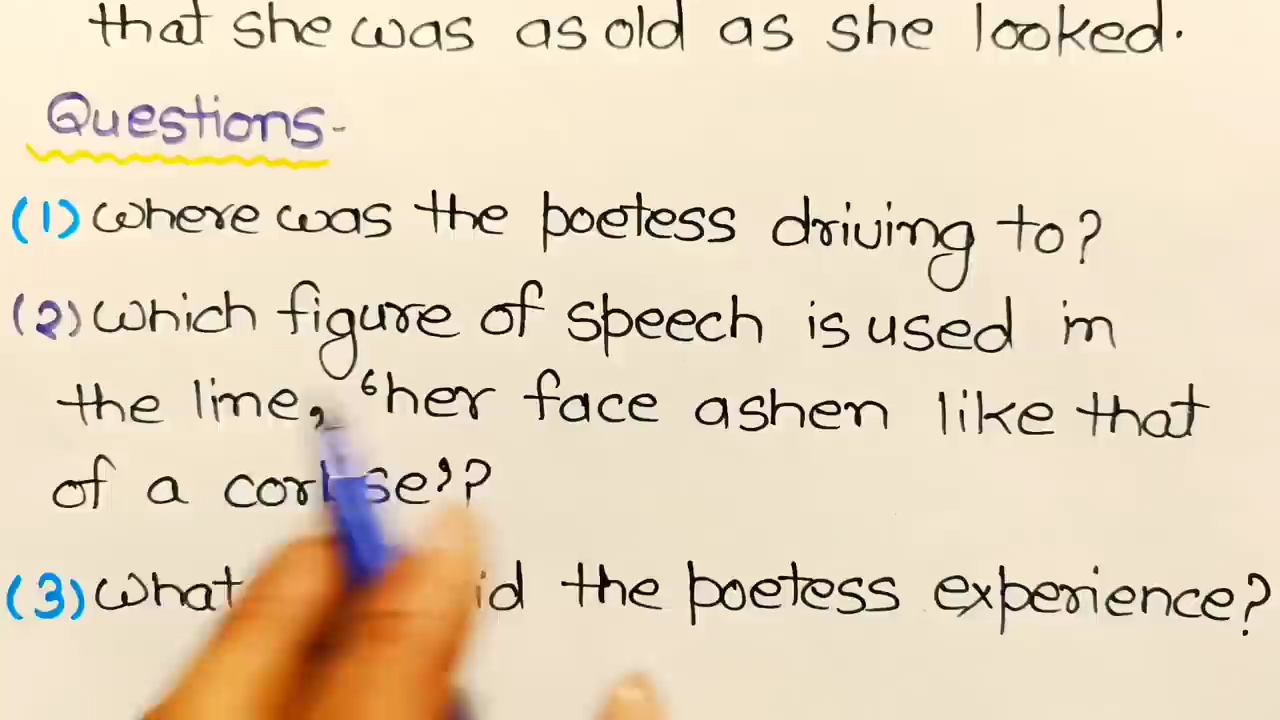 that she was as old as she looked.
Questions-
(1) Where was the poetess driving to?
(2) Which figure of speech is used in
the line, ‘her face ashen like that
of a corpse’?
(3) What the poetess experience?